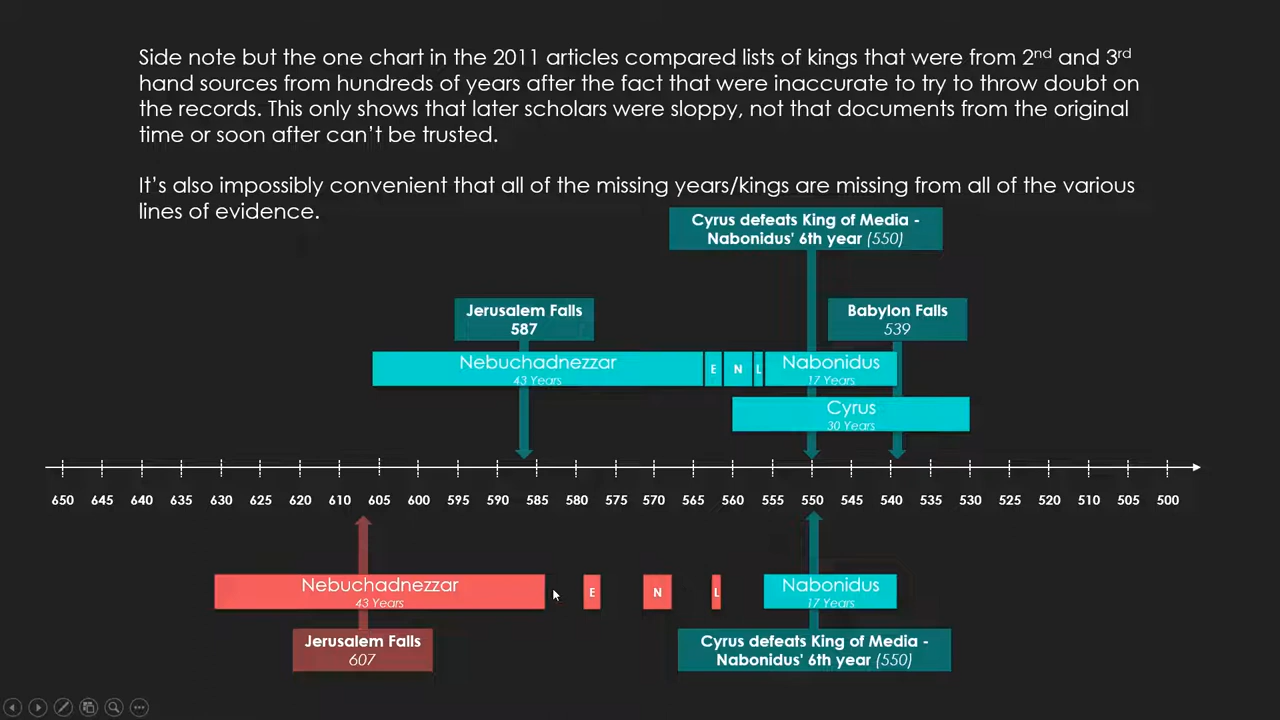 Side note but the one chart in the 2011 articles compared lists of kings that were from 2nd and 3rd
hand sources from hundreds of years after the fact that were inaccurate to try to throw doubt on
the records. This only shows that later scholars were sloppy, not that documents from the original
time or soon after can't be trusted.
It's also impossibly convenient that all of the missing years/kings are missing from all of the various
lines of evidence.
Cyrus defeats King of Media -
Nabonidus' 6th year (550)
Jerusalem Falls
587
Babylon Falls
539
Nebuchadnezzar
43 Years
E
N
L
Nabonidus
17 Years
Cyrus
30 Years
650 645 640 635 630 625 620 610 605 600 595 590 585 580 575 570 565 560 555 550 545 540 535 530 525 520 510 505 500
Nebuchadnezzar
43 Years
E
N
L
Nabonidus
17 Years
Jerusalem Falls
607
Cyrus defeats King of Media -
Nabonidus' 6th year (550)